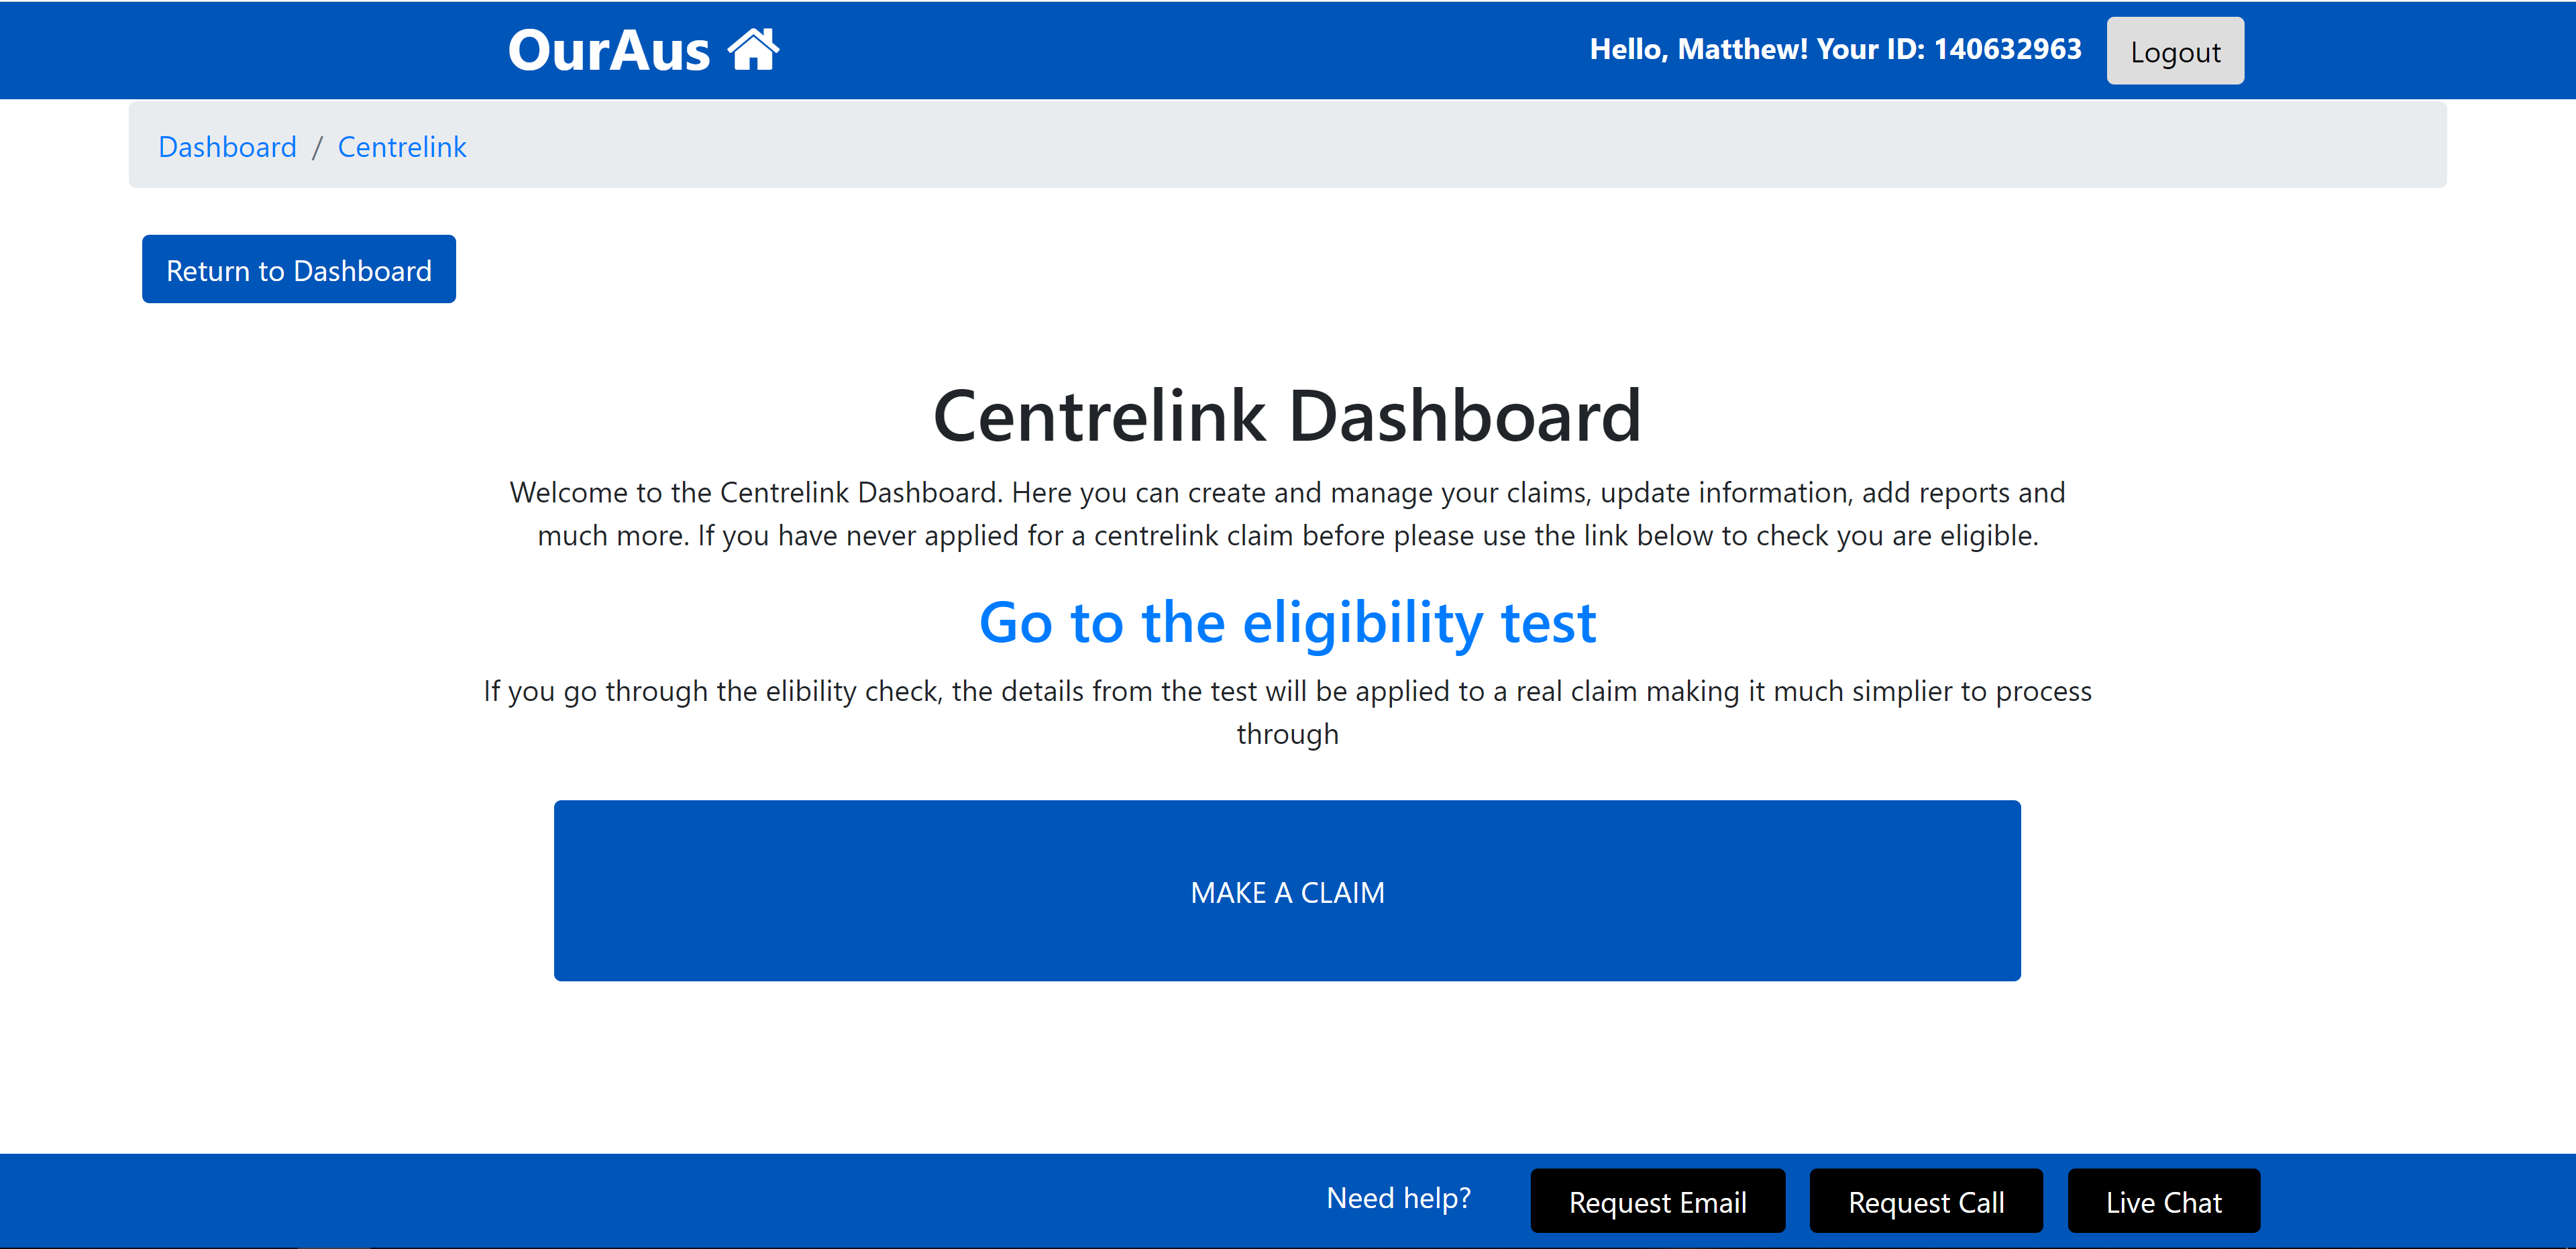 OurAus
Hello, Matthew! Your ID: 140632963
Logout
Dashboard / Centrelink
Return to Dashboard
Centrelink Dashboard
Welcome to the Centrelink Dashboard. Here you can create and manage your claims, update information, add reports and
much more. If you have never applied for a centrelink claim before please use the link below to check you are eligible.
Go to the eligibility test
If you go through the elibility check, the details from the test will be applied to a real claim making it much simplier to process
through
MAKE A CLAIM
Need help?
Request Email
Request Call
Live Chat